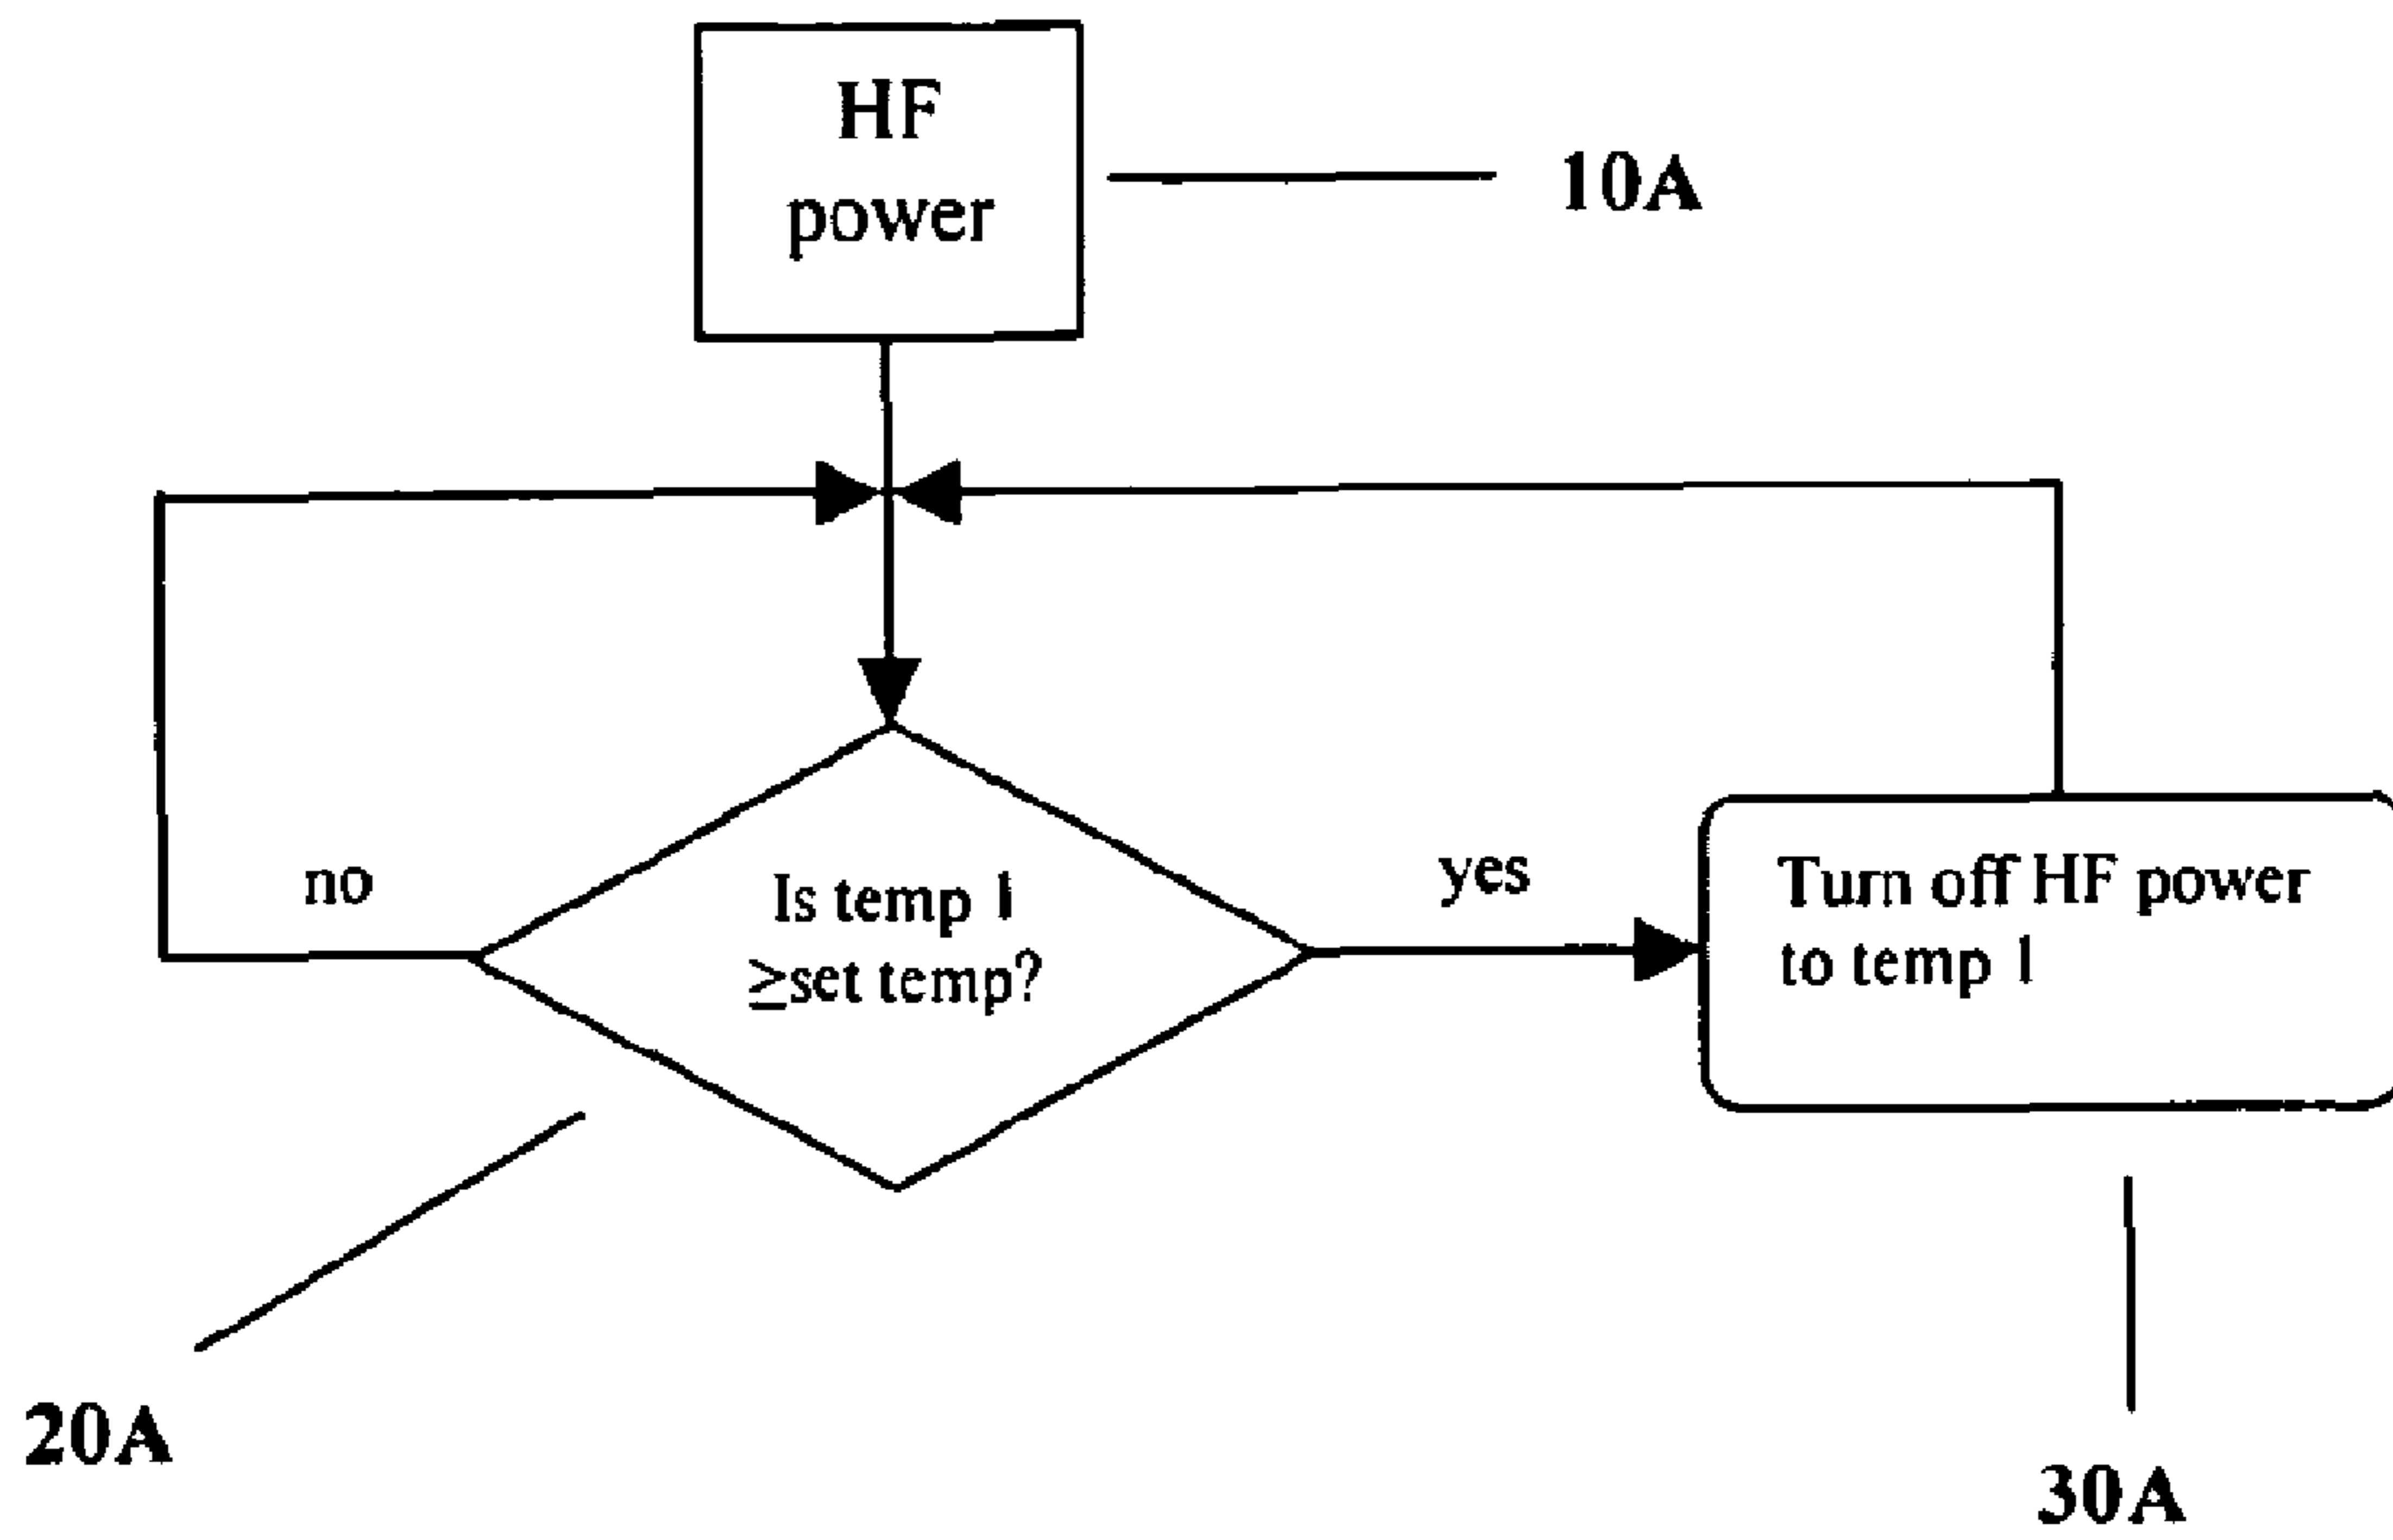 HF
power
10A
no
Is temp 1
≥set temp?
yes
Turn off HF power
to temp 1
20A
30A